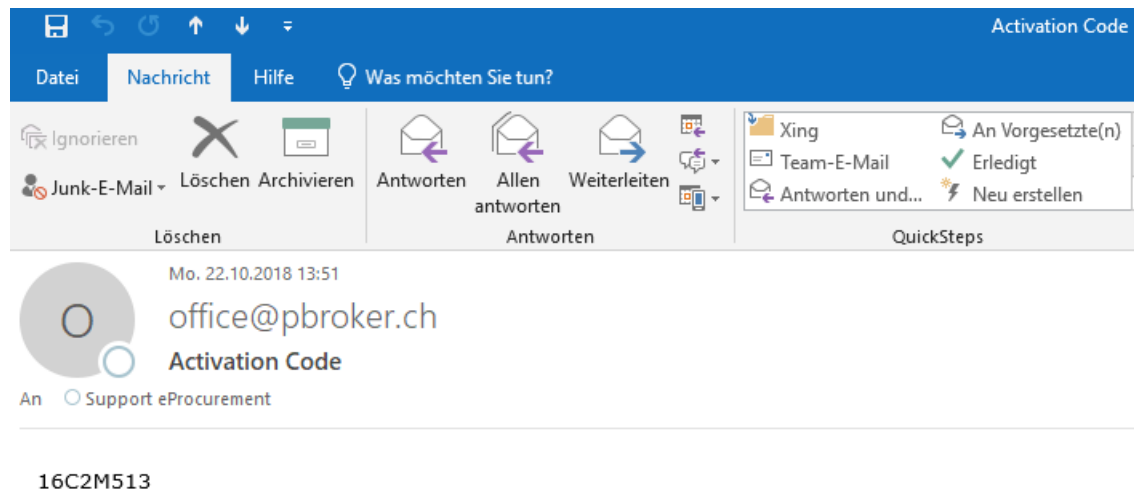 Activation Code
Datei Nachricht Hilfe Was möchten Sie tun?
Ignorieren
Junk-E-Mail
Löschen Archivieren
Löschen
Antworten Allen antworten Weiterleiten
Antworten
Xing An Vorgesetzte(n)
Team-E-Mail Erledigt
Antworten und... Neu erstellen
QuickSteps
Mo. 22.10.2018 13:51
O office@pbroker.ch
Activation Code
An Support eProcurement
16C2M513